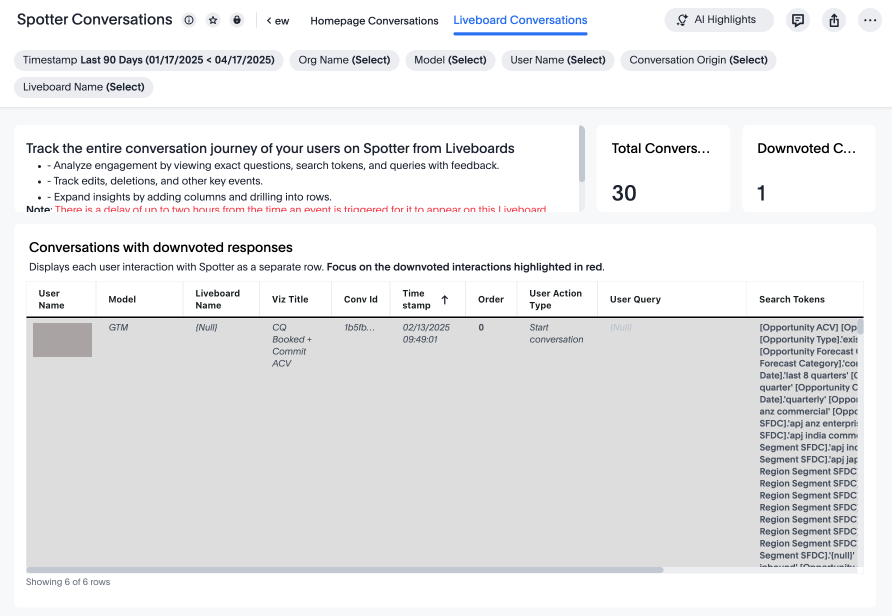 Spotter Conversations
ew
Homepage Conversations
Liveboard Conversations
AI Highlights
Timestamp Last 90 Days (01/17/2025 < 04/17/2025)
Org Name (Select)
Model (Select)
User Name (Select)
Conversation Origin (Select)
Liveboard Name (Select)
Track the entire conversation journey of your users on Spotter from Liveboards
• - Analyze engagement by viewing exact questions, search tokens, and queries with feedback.
• - Track edits, deletions, and other key events.
• - Expand insights by adding columns and drilling into rows.
Note: There is a delay of up to two hours from the time an event is triggered for it to appear on this Liveboard
Total Convers...
30
Downvoted C...
1
Conversations with downvoted responses
Displays each user interaction with Spotter as a separate row. Focus on the downvoted interactions highlighted in red.
User
Name
Model
Liveboard
Name
Viz Title
Conv Id
Time
stamp
Order
User Action
Type
User Query
Search Tokens
GTM
{Null}
CQ
Booked +
Commit
ACV
1b5fb...
02/13/2025
09:49:01
0
Start
conversation
{Null}
[Opportunity ACV] [Op
[Opportunity Type].'exis
[Opportunity Forecast
Forecast Category].'co
Date].'last 8 quarters' [
quarter' [Opportunity C
Date].'quarterly' [Oppo
anz commercial' [Oppo
SFDC].'apj anz enterpri
SFDC].'apj india comm
Segment SFDC].'apj in
Segment SFDC].'apj jap
Region Segment SFDC
Region Segment SFDC
Region Segment SFDC
Region Segment SFDC
Region Segment SFDC
Region Segment SFDC
Region Segment SFDC
Segment SFDC].'{null}'
inbound' [Opportunity
Showing 6 of 6 rows